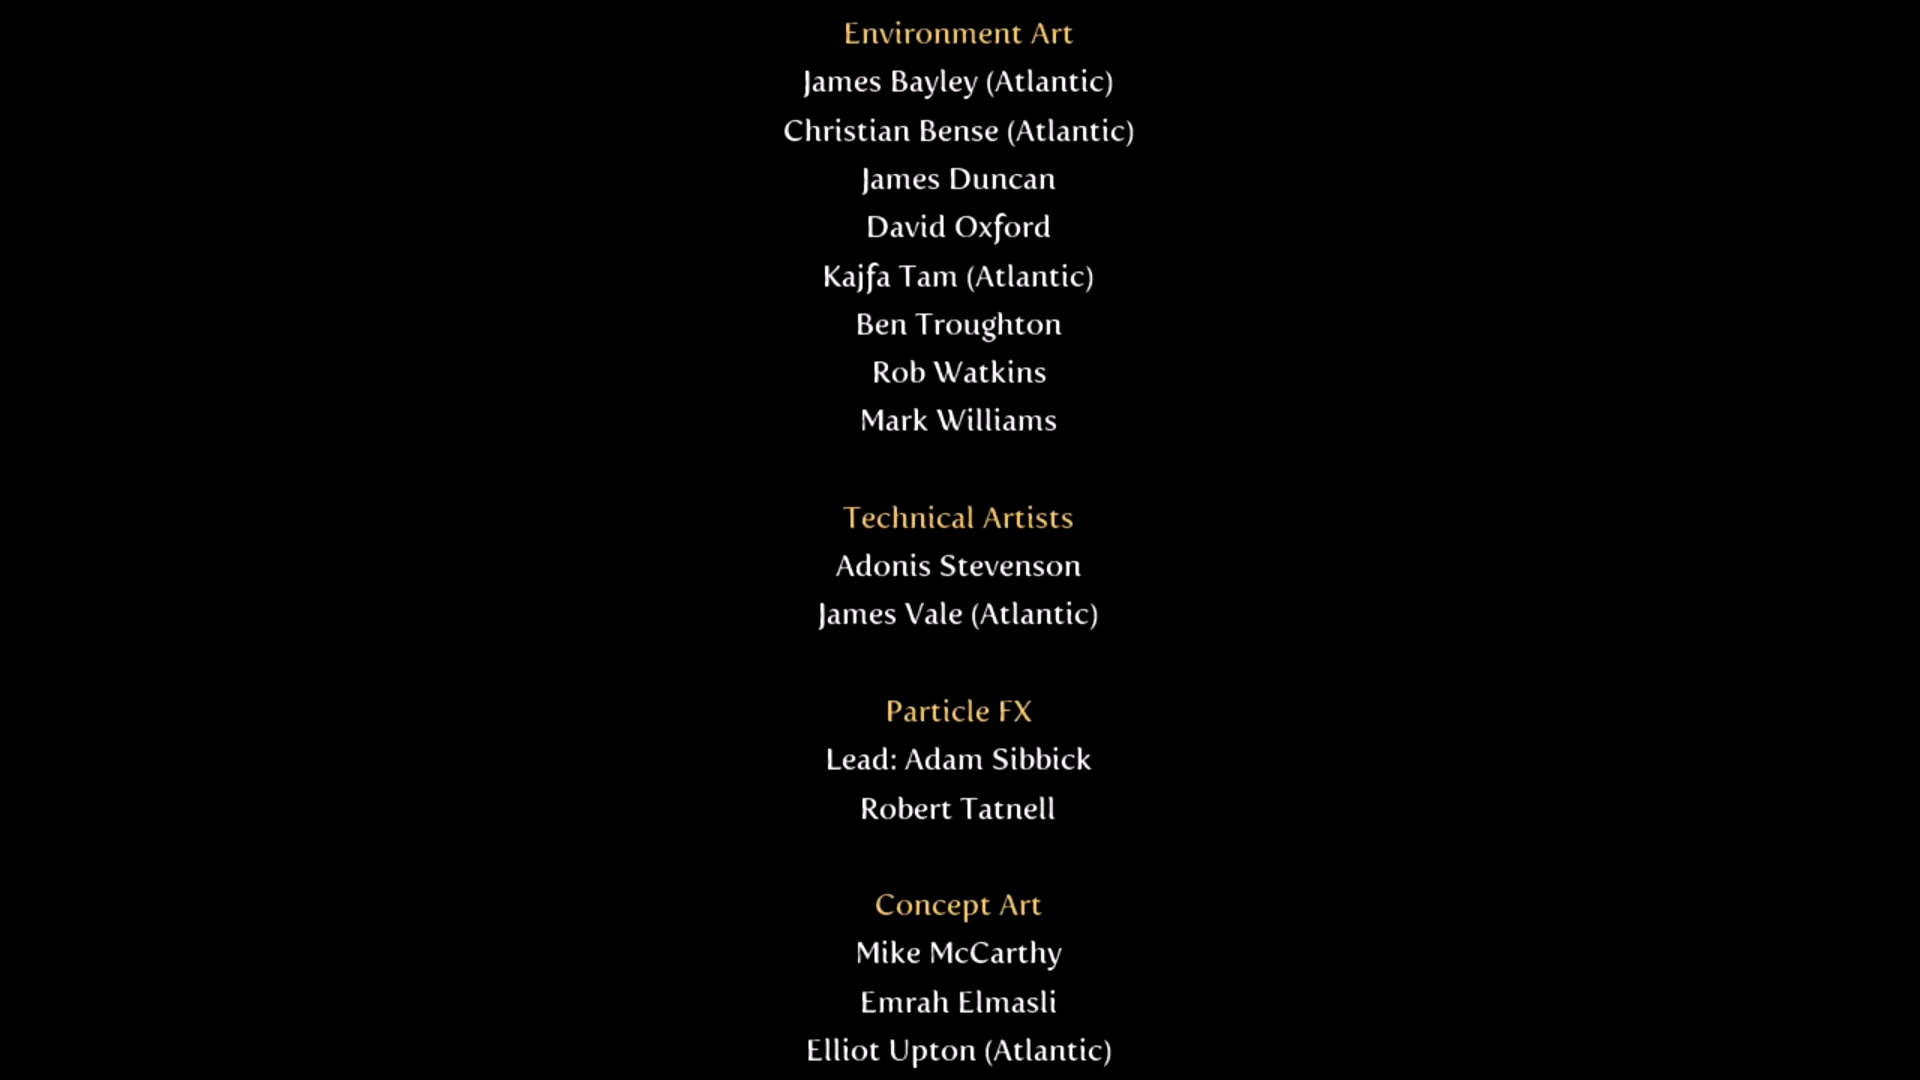 Environment Art
James Bayley (Atlantic)
Christian Bense (Atlantic)
James Duncan
David Oxford
Kajfa Tam (Atlantic)
Ben Troughton
Rob Watkins
Mark Williams
Technical Artists
Adonis Stevenson
James Vale (Atlantic)
Particle FX
Lead: Adam Sibbick
Robert Tatnell
Concept Art
Mike McCarthy
Emrah Elmasli
Elliot Upton (Atlantic)